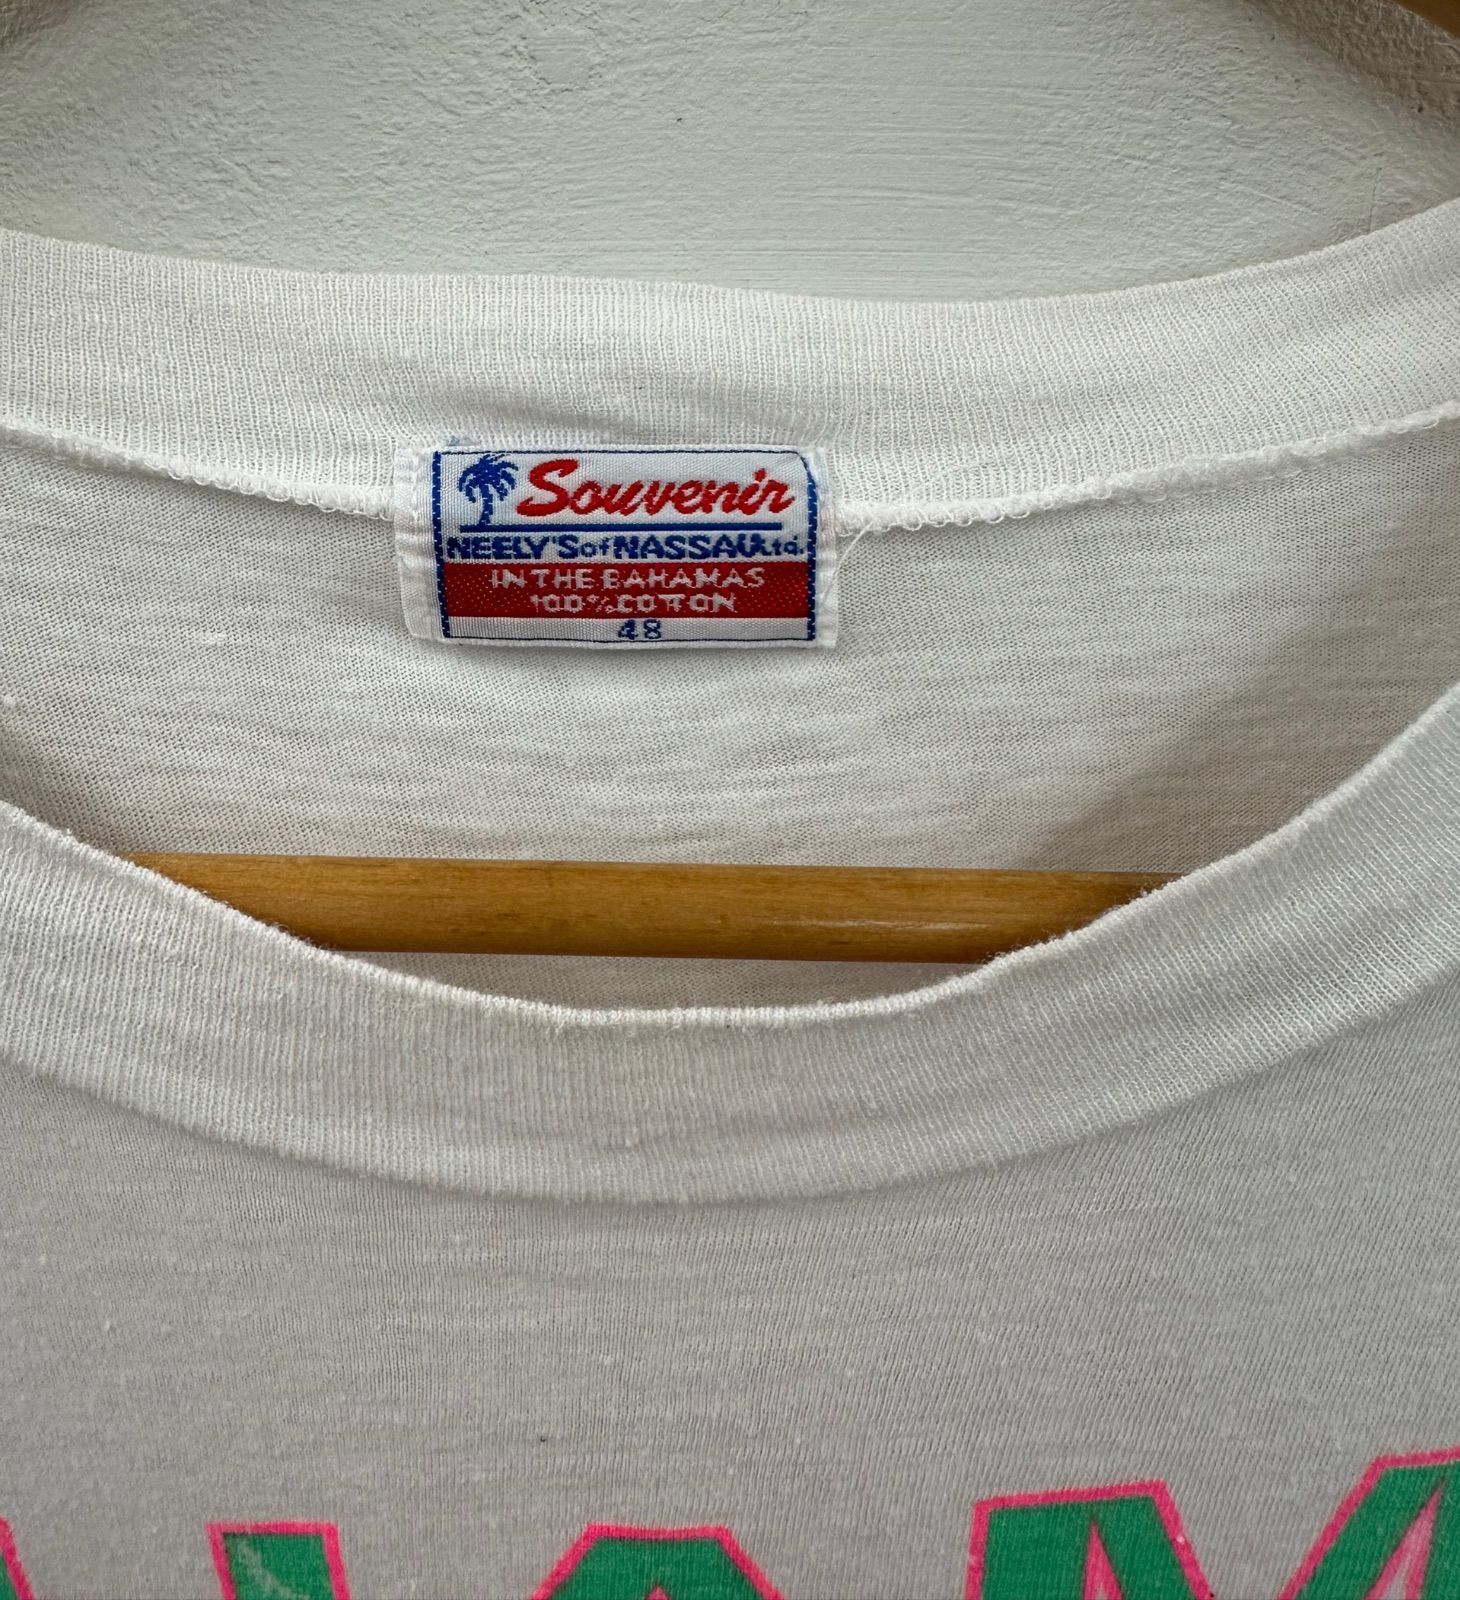 Souvenir
NEELY'S of NASSAU Ltd.
IN THE BAHAMAS
100% COTTON
48